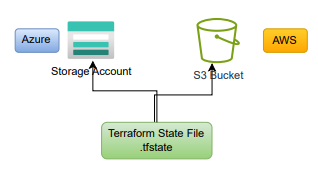 Azure
Storage Account
S3 Bucket
AWS
Terraform State File
.tfstate